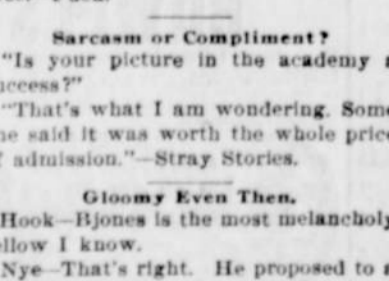 Sarcasm or Compliment?
"Is your picture in the academy a
uccess?"
"That's what I am wondering. Some
ne said it was worth the whole price
f admission."—Stray Stories.
Gloomy Even Then.
Hook—Bjones is the most melancholy
ellow I know.
Nye—That's right. He proposed to a